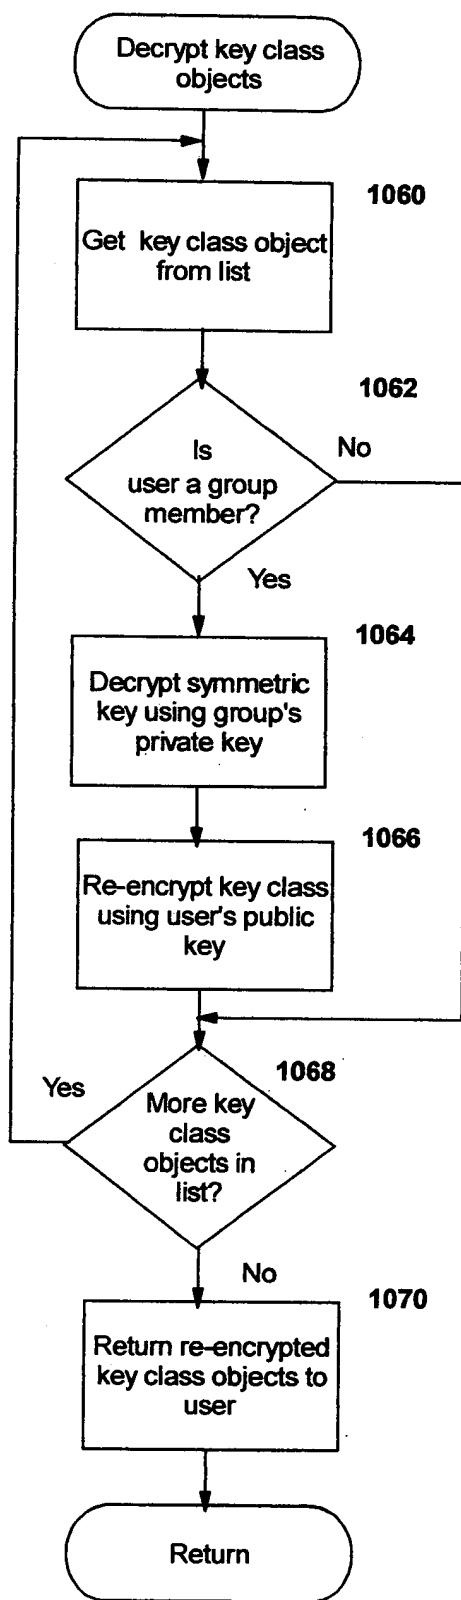 Decrypt key class
objects
1060
Get key class object
from list
1062
Is
user a group
member?
No
Yes
1064
Decrypt symmetric
key using group's
private key
1066
Re-encrypt key class
using user's public
key
1068
Yes
More key
class
objects in
list?
No
1070
Return re-encrypted
key class objects to
user
Return